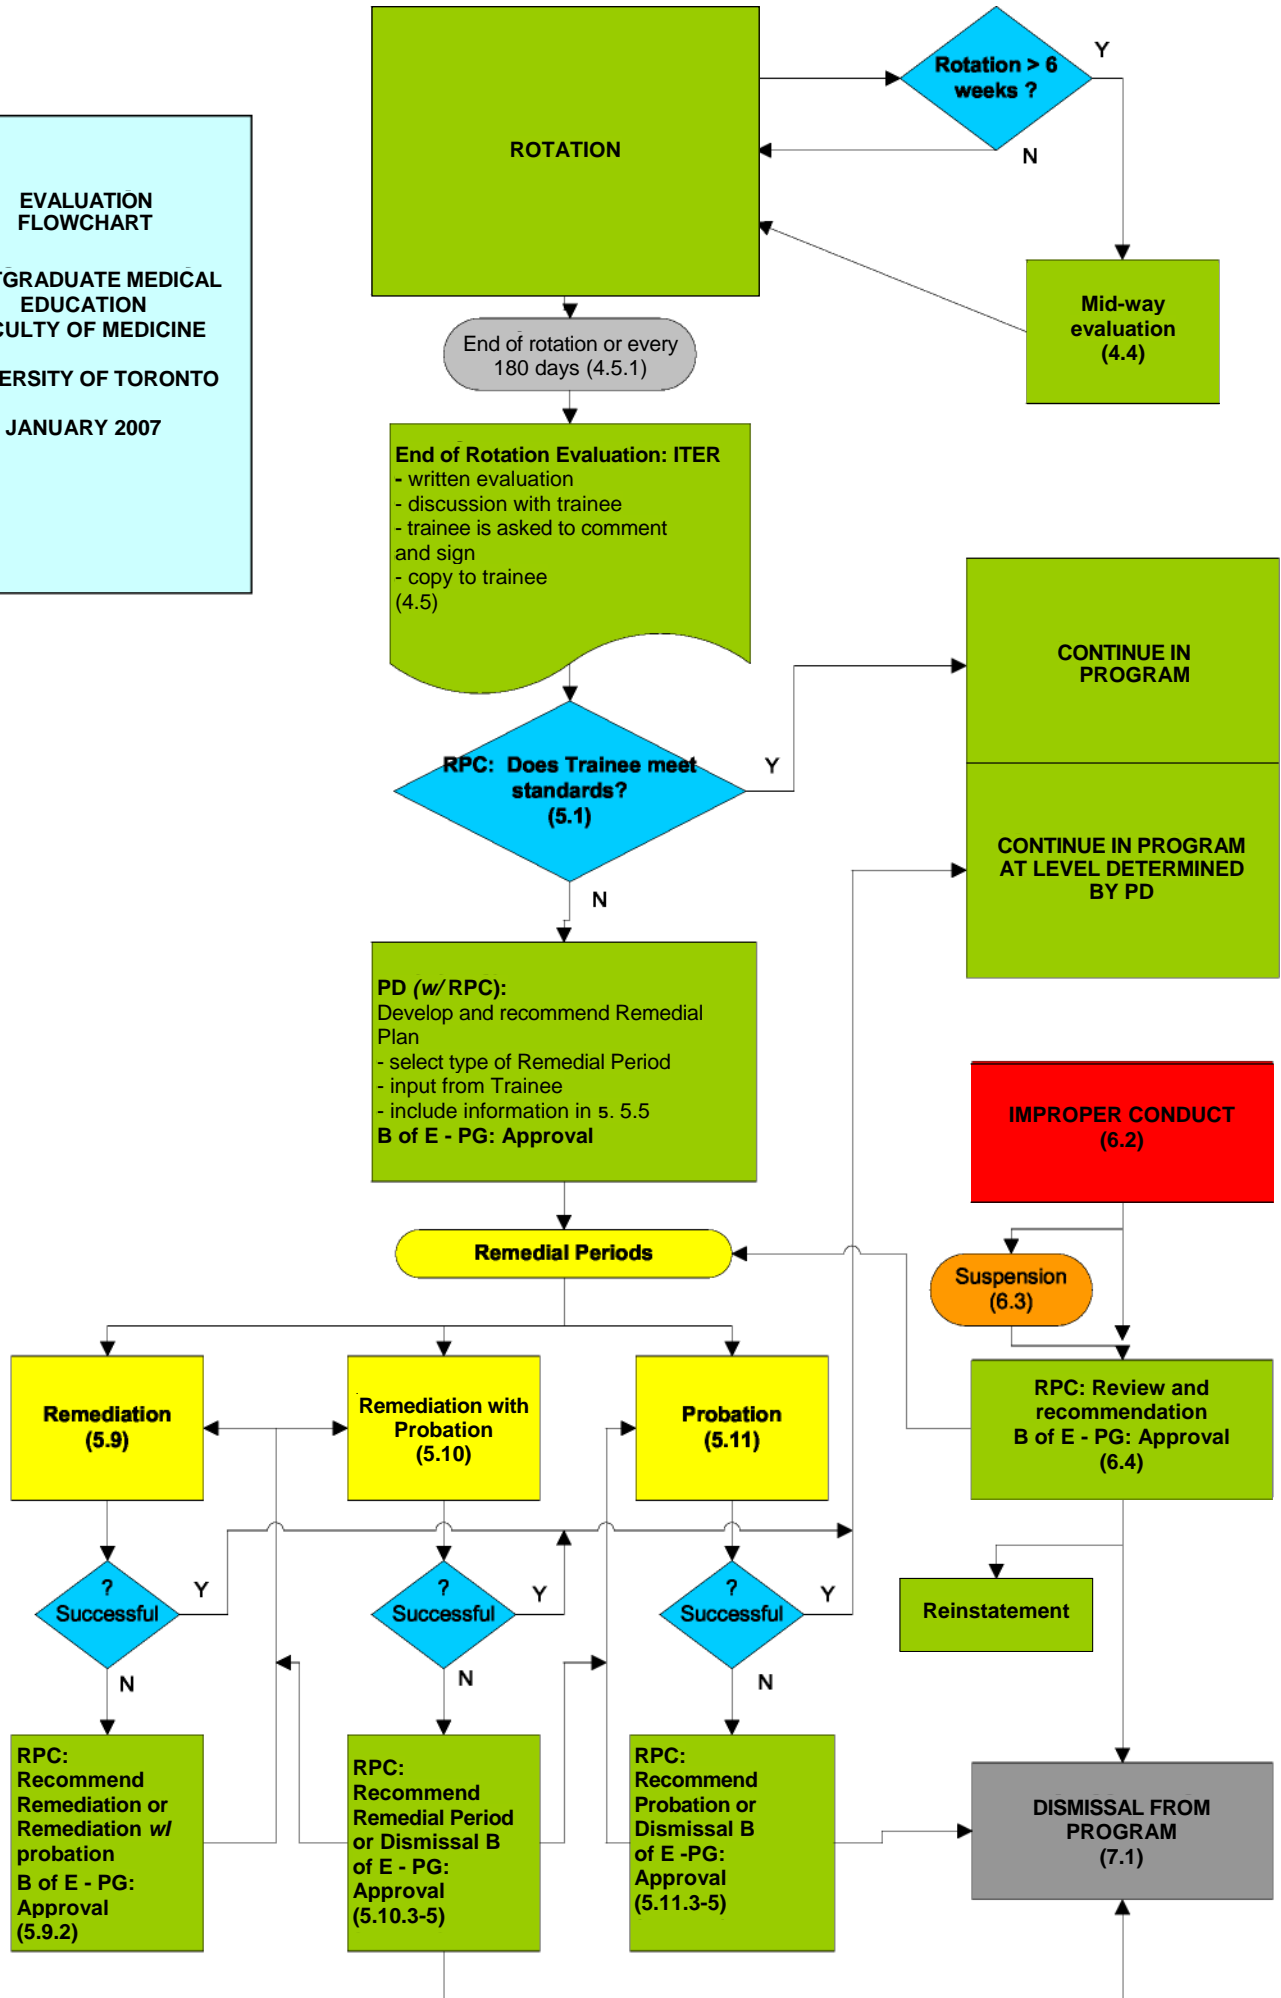 ROTATION
Rotation > 6
weeks ?
Y
N
EVALUATION
FLOWCHART
TGRADUATE MEDICAL
EDUCATION
CULTY OF MEDICINE
ERSITY OF TORONTO
JANUARY 2007
Mid-way
evaluation
(4.4)
End of rotation or every
180 days (4.5.1)
End of Rotation Evaluation: ITER
- written evaluation
- discussion with trainee
- trainee is asked to comment
and sign
- copy to trainee
(4.5)
CONTINUE IN
PROGRAM
RPC: Does Trainee meet
standards?
(5.1)
Y
N
CONTINUE IN PROGRAM
AT LEVEL DETERMINED
BY PD
PD (w/ RPC):
Develop and recommend Remedial
Plan
- select type of Remedial Period
- input from Trainee
- include information in s. 5.5
B of E - PG: Approval
IMPROPER CONDUCT
(6.2)
Remedial Periods
Suspension
(6.3)
Remediation
(5.9)
Remediation with
Probation
(5.10)
Probation
(5.11)
RPC: Review and
recommendation
B of E - PG: Approval
(6.4)
?
Successful
Y
N
?
Successful
Y
N
?
Successful
Y
N
Reinstatement
RPC:
Recommend
Remediation or
Remediation w/
probation
B of E - PG:
Approval
(5.9.2)
RPC:
Recommend
Remedial Period
or Dismissal B
of E - PG:
Approval
(5.10.3-5)
RPC:
Recommend
Probation or
Dismissal B
of E -PG:
Approval
(5.11.3-5)
DISMISSAL FROM
PROGRAM
(7.1)